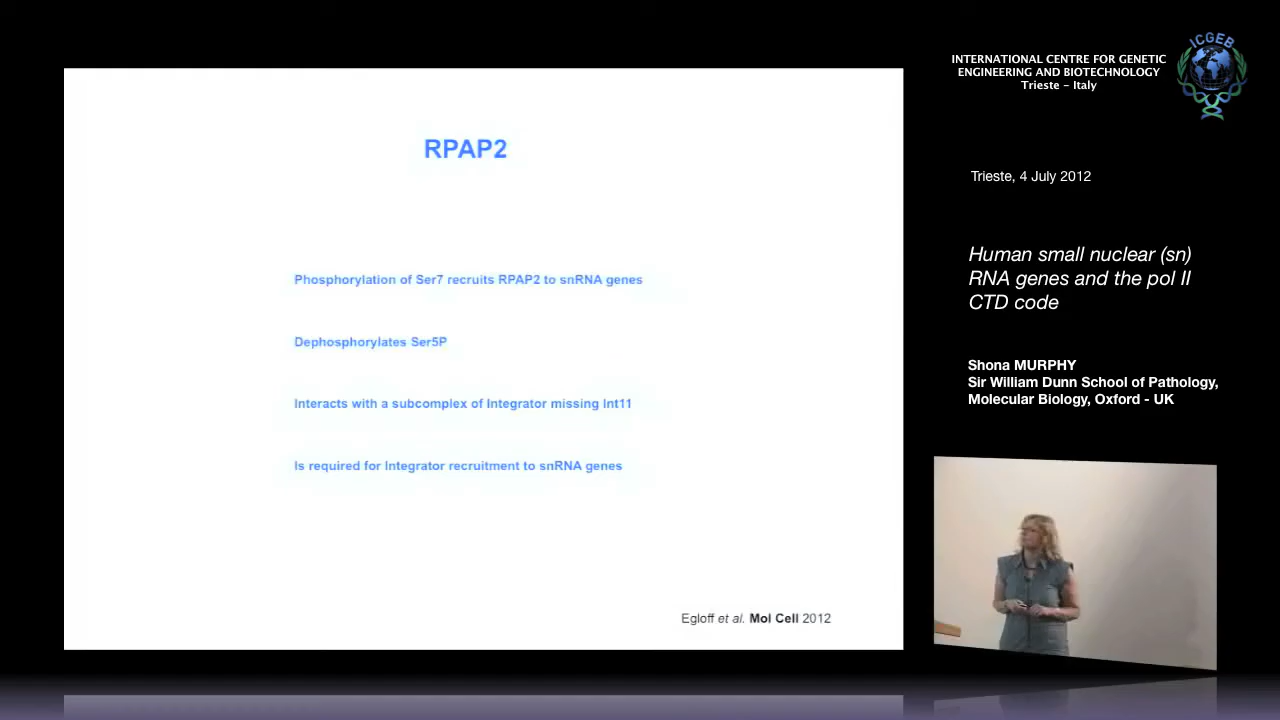 RPAP2
Phosphorylation of Ser7 recruits RPAP2 to snRNA genes
Dephosphorylates Ser5P
Interacts with a subcomplex of Integrator missing Int11
Is required for Integrator recruitment to snRNA genes
Egloff et al. Mol Cell 2012
INTERNATIONAL CENTRE FOR GENETIC
ENGINEERING AND BIOTECHNOLOGY
Trieste - Italy
ICGEB
Trieste, 4 July 2012
Human small nuclear (sn)
RNA genes and the pol II
CTD code
Shona MURPHY
Sir William Dunn School of Pathology,
Molecular Biology, Oxford - UK